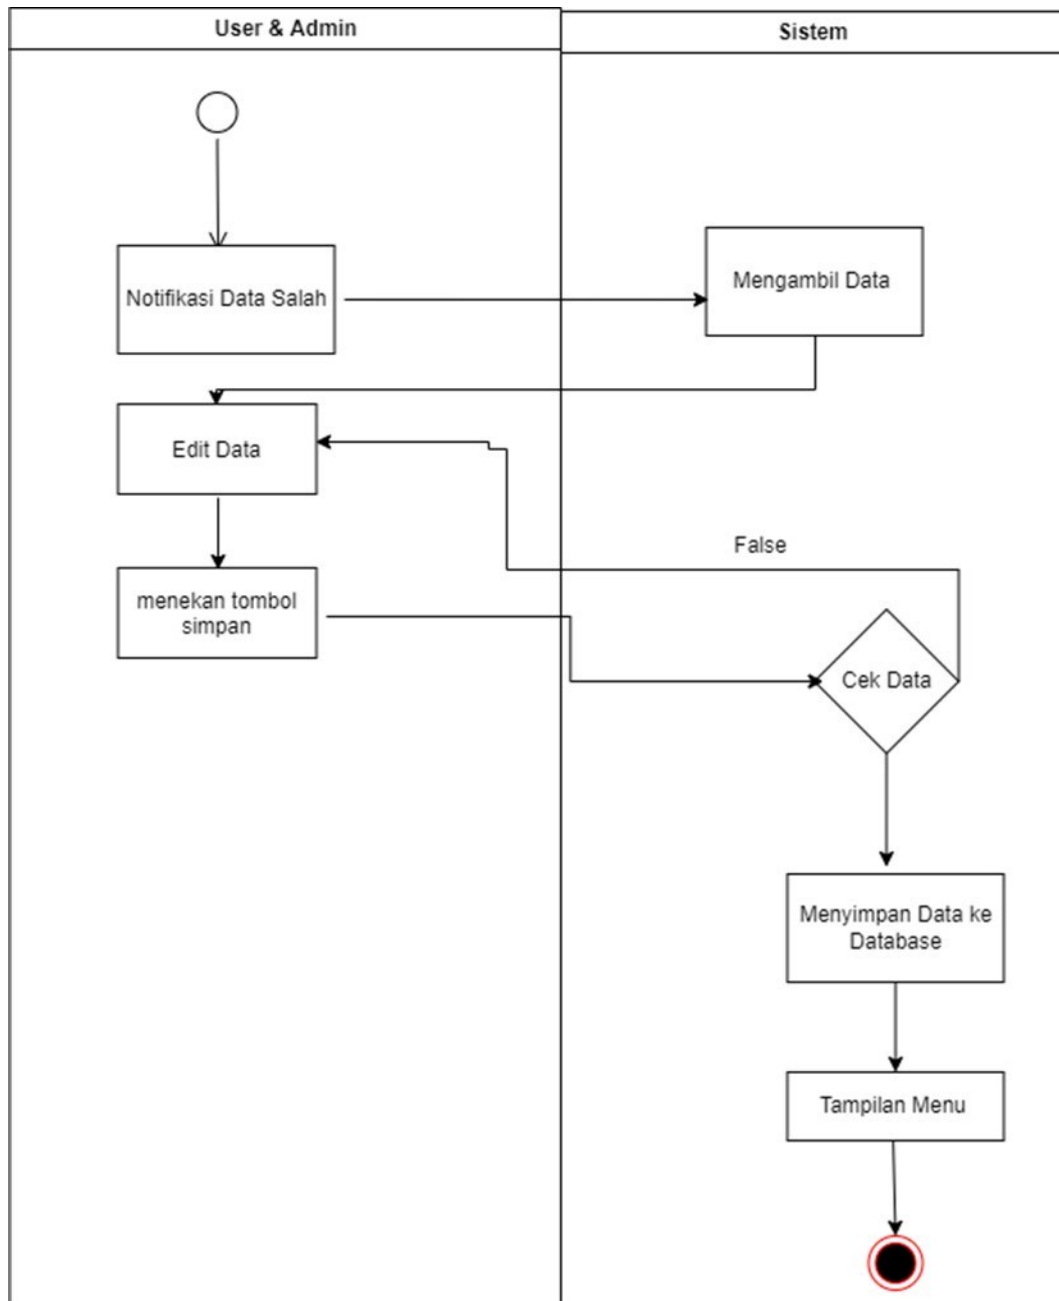 User & Admin
Sistem
Notifikasi Data Salah
Mengambil Data
Edit Data
False
menekan tombol
simpan
Cek Data
Menyimpan Data ke
Database
Tampilan Menu